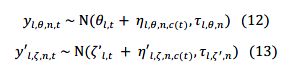 y_{l,θ,n,t} ~ N(θ_{l,t} + η_{l,θ,n,c(t)}, τ_{l,θ,n}) (12)
y'_{l,ζ,n,t} ~ N(ζ'_{l,t} + η'_{l,ζ,n,c(t)}, τ_{l,ζ',n}) (13)